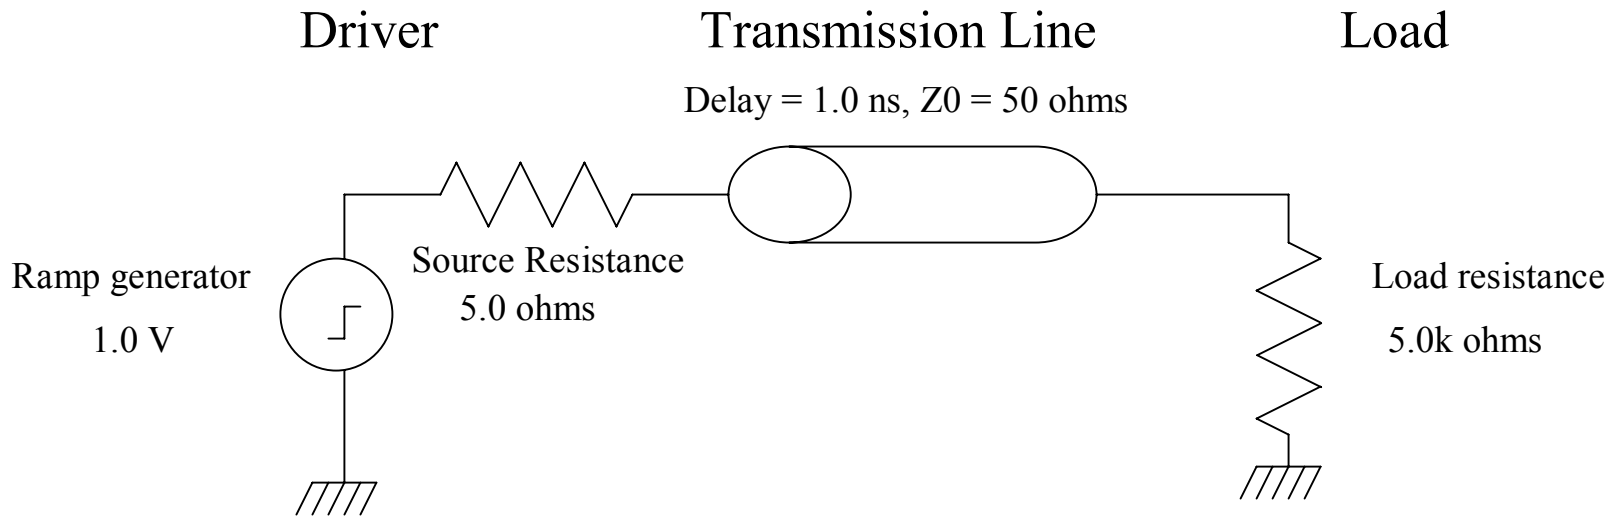 Driver
Transmission Line
Load
Delay = 1.0 ns, Z0 = 50 ohms
Source Resistance
5.0 ohms
Ramp generator
1.0 V
Load resistance
5.0k ohms